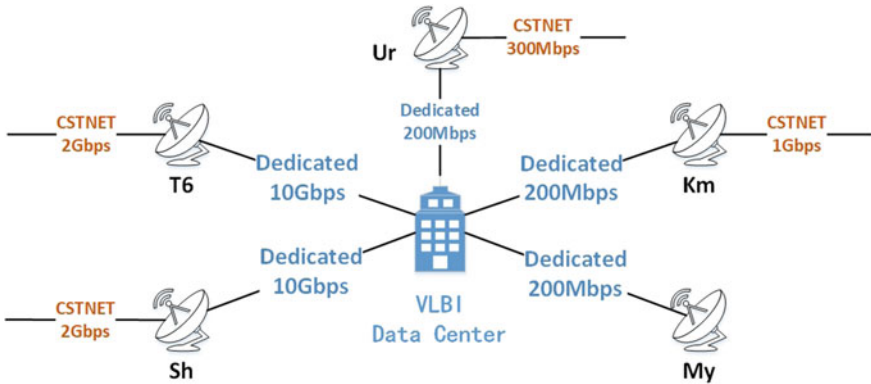 CSTNET
300Mbps
Ur
Dedicated
200Mbps
CSTNET
2Gbps
T6
Dedicated
10Gbps
Dedicated
200Mbps
CSTNET
1Gbps
Km
Dedicated
10Gbps
Dedicated
200Mbps
CSTNET
2Gbps
Sh
VLBI
Data Center
My